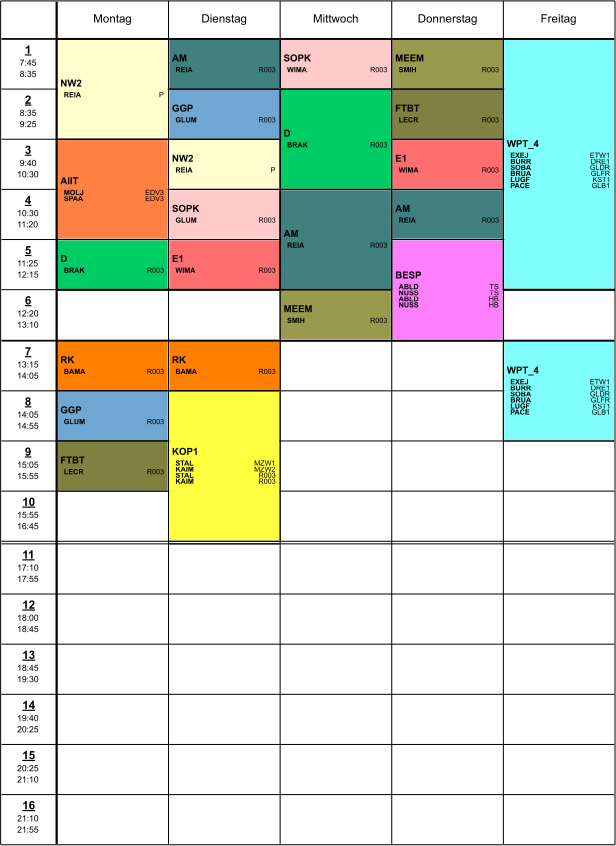 Montag Dienstag Mittwoch Donnerstag Freitag
1
7:45
8:35
NW2
REIA P
AM
REIA R003
SOPK
WIMA R003
MEEM
SMIH R003
WPT_4
EXEJ ETW1
BURR DRE1
SOBA GLDR
BRUA GLFR
LUGF KST1
PACE GLB1
2
8:35
9:25
GGP
GLUM R003
D
BRAK R003
FTBT
LECR R003
3
9:40
10:30
AIIT
MOLJ EDV3
SPAA EDV3
NW2
REIA P
E1
WIMA R003
4
10:30
11:20
SOPK
GLUM R003
AM
REIA R003
AM
REIA R003
5
11:25
12:15
D
BRAK R003
E1
WIMA R003
BESP
ABLD TS
NUSS TS
ABLD HB
NUSS HB
6
12:20
13:10
MEEM
SMIH R003
7
13:15
14:05
RK
BAMA R003
RK
BAMA R003
WPT_4
EXEJ ETW1
BURR DRE1
SOBA GLDR
BRUA GLFR
LUGF KST1
PACE GLB1
8
14:05
14:55
GGP
GLUM R003
KOP1
STAL MZW1
KAIM MZW2
STAL R003
KAIM R003
9
15:05
15:55
FTBT
LECR R003
10
15:55
16:45
11
17:10
17:55
12
18:00
18:45
13
18:45
19:30
14
19:40
20:25
15
20:25
21:10
16
21:10
21:55